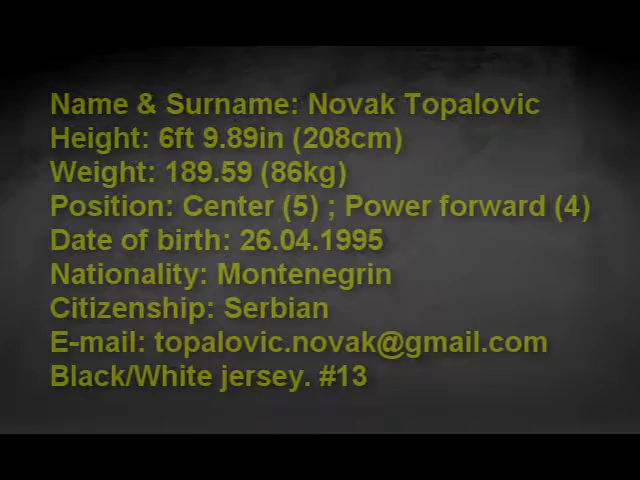 Name & Surname: Novak Topalovic
Height: 6ft 9.89in (208cm)
Weight: 189.59 (86kg)
Position: Center (5) ; Power forward (4)
Date of birth: 26.04.1995
Nationality: Montenegrin
Citizenship: Serbian
E-mail: topalovic.novak@gmail.com
Black/White jersey. #13